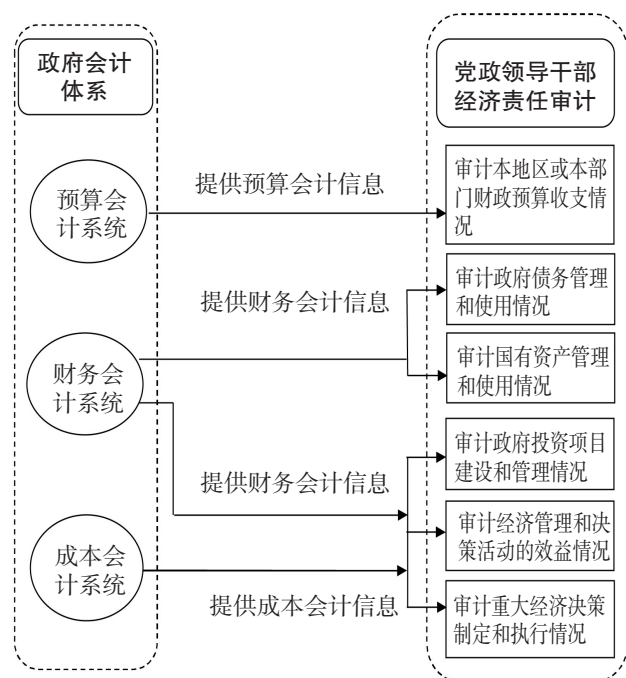 政府会计
体系
党政领导干部
经济责任审计
预算会
计系统
提供预算会计信息
审计本地区或本部
门财政预算收支情
况
提供财务会计信息
审计政府债务管理
和使用情况
财务会
计系统
审计国有资产管理
和使用情况
提供财务会计信息
审计政府投资项目
建设和管理情况
成本会
计系统
审计经济管理和决
策活动的效益情况
提供成本会计信息
审计重大经济决策
制定和执行情况